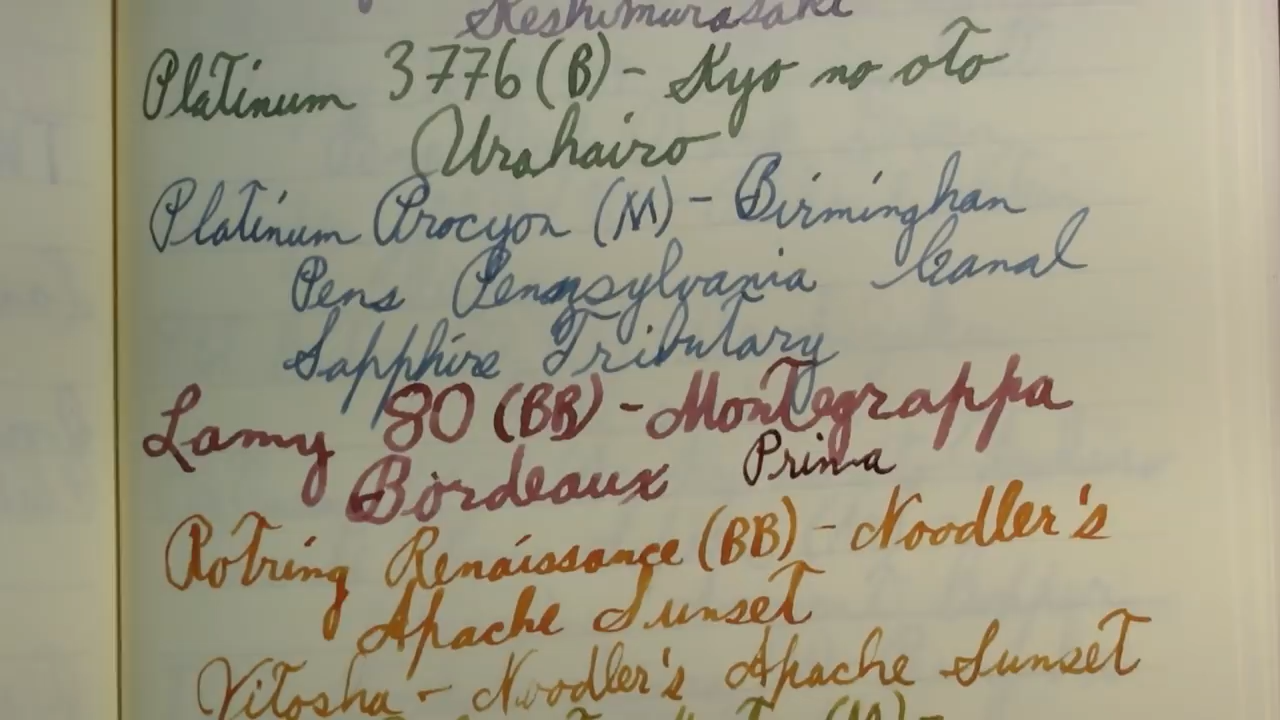 Keshimurasaki
Platinum 3776 (B) - Kyo no oto
Urahairo
Platinum Procyon (M) - Birmingham
Pens Pennsylvania Canal
Sapphire Tributary
Lamy 80 (BB) - Montegrappa
Bordeaux Prima
Rotring Renaissance (BB) - Noodler's
Apache Sunset
Vitosha - Noodler's Apache Sunset
(M) -